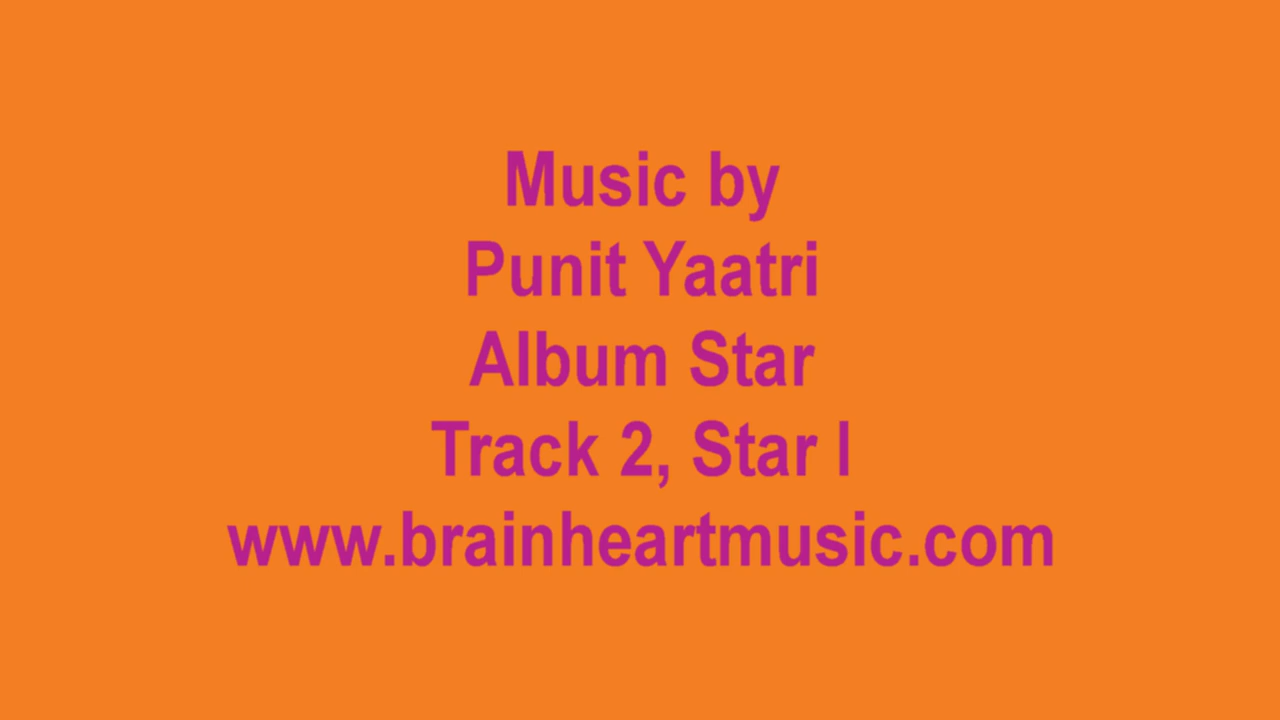 Music by
Punit Yaatri
Album Star
Track 2, Star I
www.brainheartmusic.com